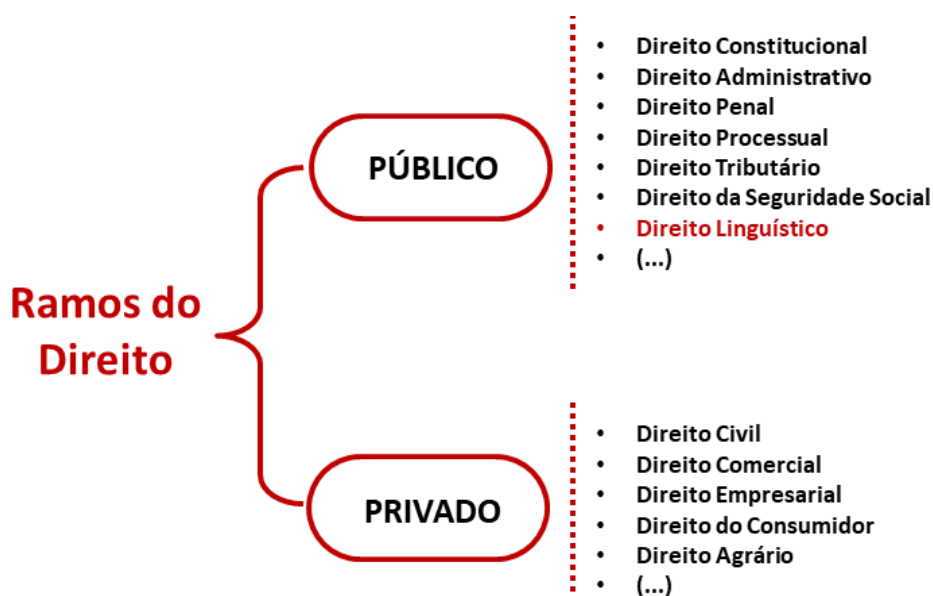 Ramos do
Direito
PÚBLICO
• Direito Constitucional
• Direito Administrativo
• Direito Penal
• Direito Processual
• Direito Tributário
• Direito da Seguridade Social
• Direito Linguístico
• (...)
PRIVADO
• Direito Civil
• Direito Comercial
• Direito Empresarial
• Direito do Consumidor
• Direito Agrário
• (...)